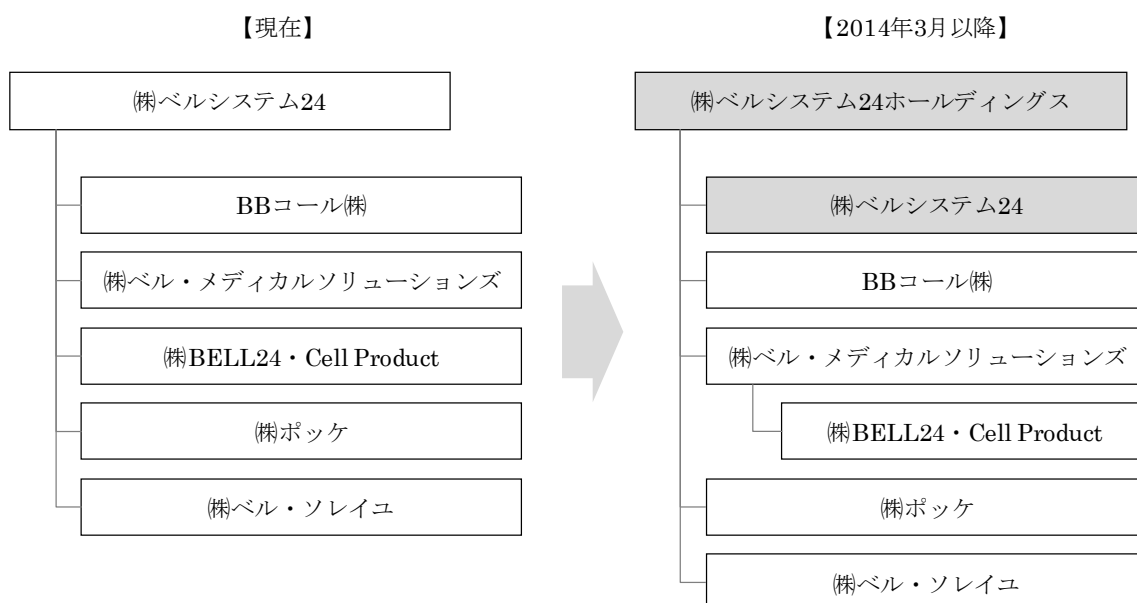 【現在】
㈱ベルシステム24
BBコール㈱
㈱ベル・メディカルソリューションズ
㈱BELL24・Cell Product
㈱ポッケ
㈱ベル・ソレイユ
【2014年3月以降】
㈱ベルシステム24ホールディングス
㈱ベルシステム24
BBコール㈱
㈱ベル・メディカルソリューションズ
㈱BELL24・Cell Product
㈱ポッケ
㈱ベル・ソレイユ